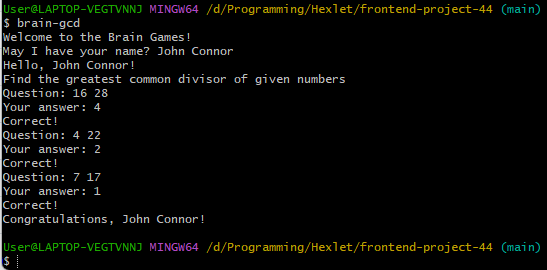 User@LAPTOP-VEGTVNNJ MINGW64 /d/Programming/Hexlet/frontend-project-44 (main)
$ brain-gcd
Welcome to the Brain Games!
May I have your name? John Connor
Hello, John Connor!
Find the greatest common divisor of given numbers
Question: 16 28
Your answer: 4
Correct!
Question: 4 22
Your answer: 2
Correct!
Question: 7 17
Your answer: 1
Correct!
Congratulations, John Connor!
User@LAPTOP-VEGTVNNJ MINGW64 /d/Programming/Hexlet/frontend-project-44 (main)
$